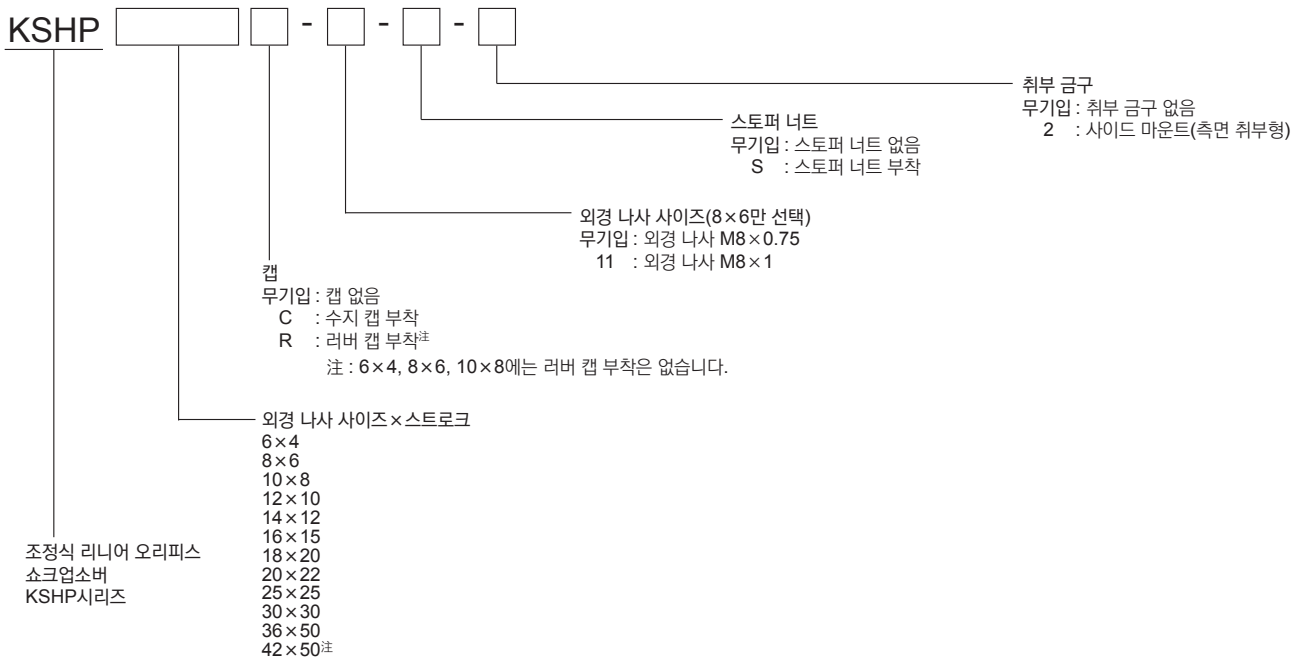 KSHP - - -
취부 금구
무기입 : 취부 금구 없음
2 : 사이드 마운트(측면 취부형)
스토퍼 너트
무기입 : 스토퍼 너트 없음
S : 스토퍼 너트 부착
외경 나사 사이즈(8×6만 선택)
무기입 : 외경 나사 M8×0.75
11 : 외경 나사 M8×1
캡
무기입 : 캡 없음
C : 수지 캡 부착
R : 러버 캡 부착注
注 : 6×4, 8×6, 10×8에는 러버 캡 부착은 없습니다.
외경 나사 사이즈×스트로크
6×4
8×6
10×8
12×10
14×12
16×15
18×20
20×22
25×25
30×30
36×50
42×50注
조정식 리니어 오리피스
쇼크업소버
KSHP시리즈